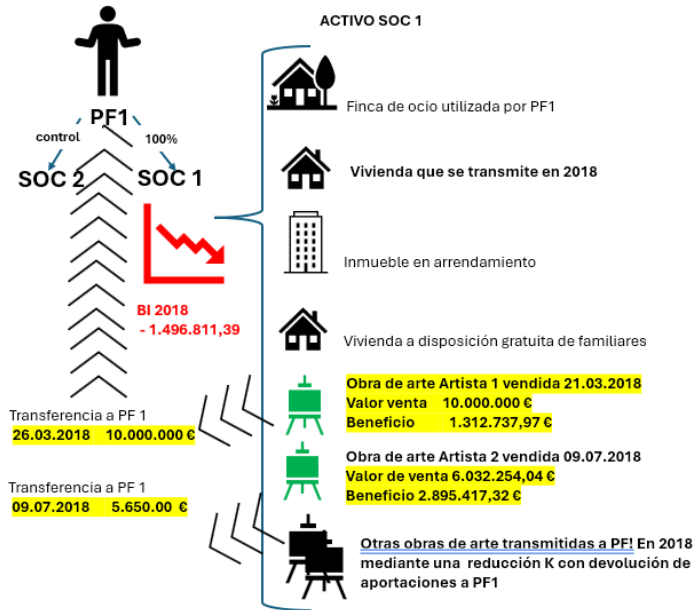 ACTIVO SOC 1
PF1
control
100%
SOC 2
SOC 1
Finca de ocio utilizada por PF1
Vivienda que se transmite en 2018
Inmueble en arrendamiento
BI 2018
- 1.496.811,39
Vivienda a disposición gratuita de familiares
Obra de arte Artista 1 vendida 21.03.2018
Valor venta 10.000.000 €
Beneficio 1.312.737,97 €
Transferencia a PF 1
26.03.2018 10.000.000 €
Obra de arte Artista 2 vendida 09.07.2018
Valor de venta 6.032.254,04 €
Beneficio 2.895.417,32 €
Transferencia a PF 1
09.07.2018 5.650.00 €
Otras obras de arte transmitidas a PF! En 2018
mediante una reducción K con devolución de
aportaciones a PF1